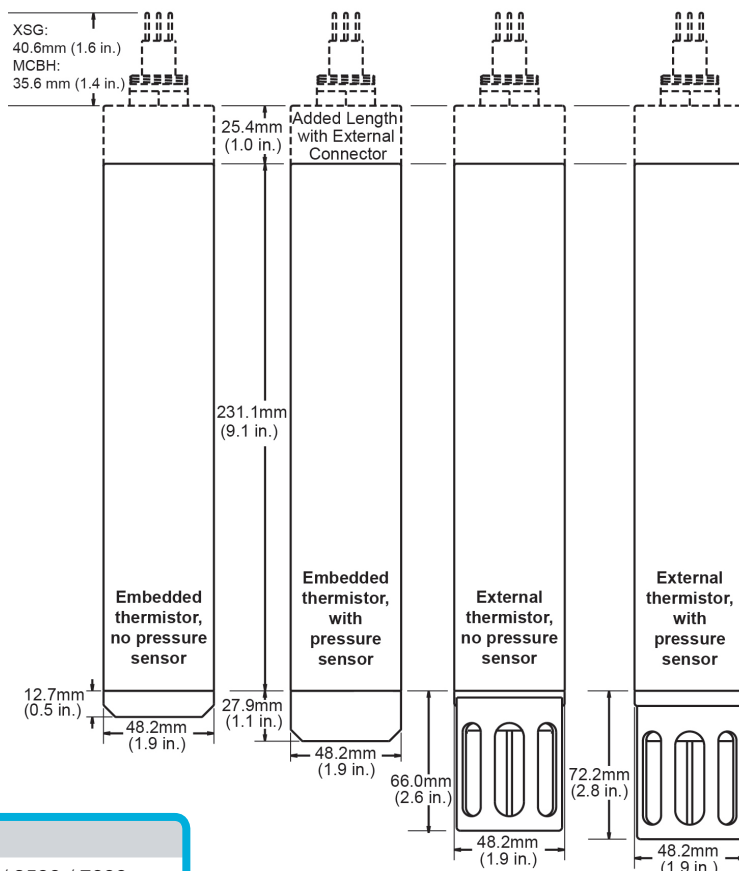 XSG:
40.6mm (1.6 in.)
MCBH:
35.6 mm (1.4 in.)
25.4mm
(1.0 in.)
Added Length
with External
Connector
231.1mm
(9.1 in.)
Embedded
thermistor,
no pressure
sensor
Embedded
thermistor,
with
pressure
sensor
External
thermistor,
no pressure
sensor
External
thermistor,
with
pressure
sensor
12.7mm
(0.5 in.)
48.2mm
(1.9 in.)
27.9mm
(1.1 in.)
48.2mm
(1.9 in.)
66.0mm
(2.6 in.)
48.2mm
(1.9 in.)
72.2mm
(2.8 in.)
48.2mm
(1.9 in.)